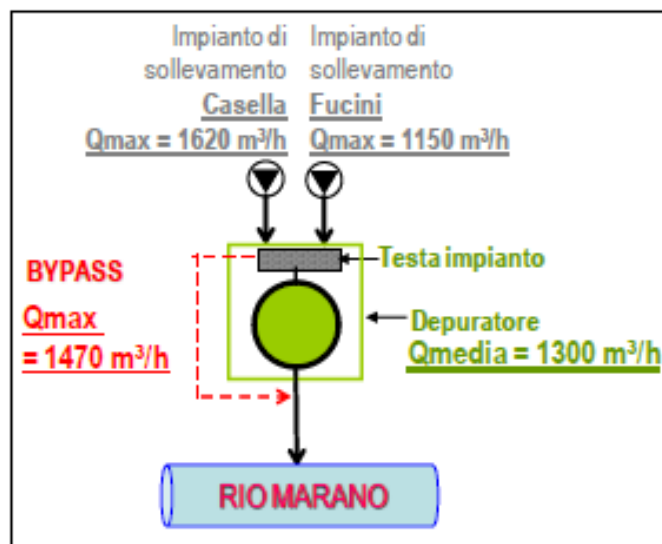 Impianto di
sollevamento
Casella
Qmax = 1620 m³/h
Impianto di
sollevamento
Fucini
Qmax = 1150 m³/h
Testa impianto
BYPASS
Qmax
= 1470 m³/h
Depuratore
Qmedia = 1300 m³/h
RIO MARANO